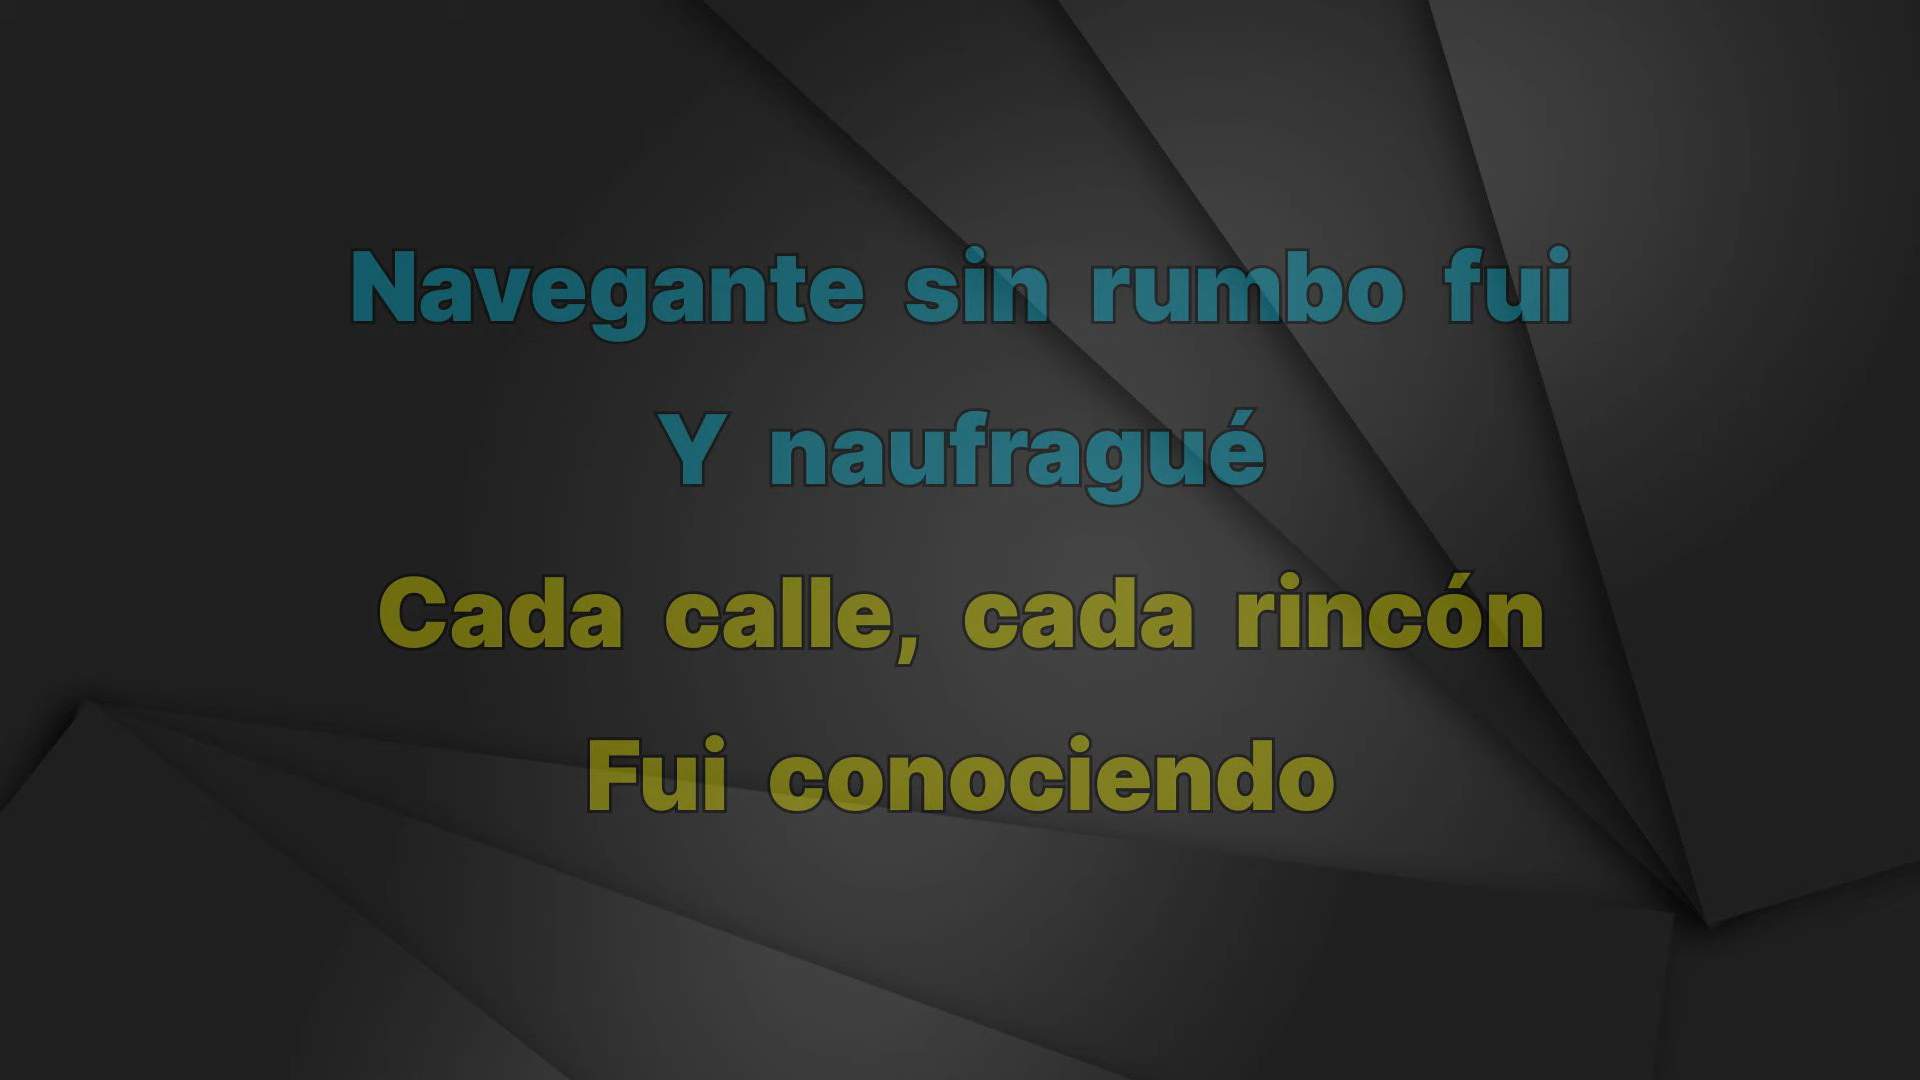 Navegante sin rumbo fui
Y naufragué
Cada calle, cada rincón
Fui conociendo